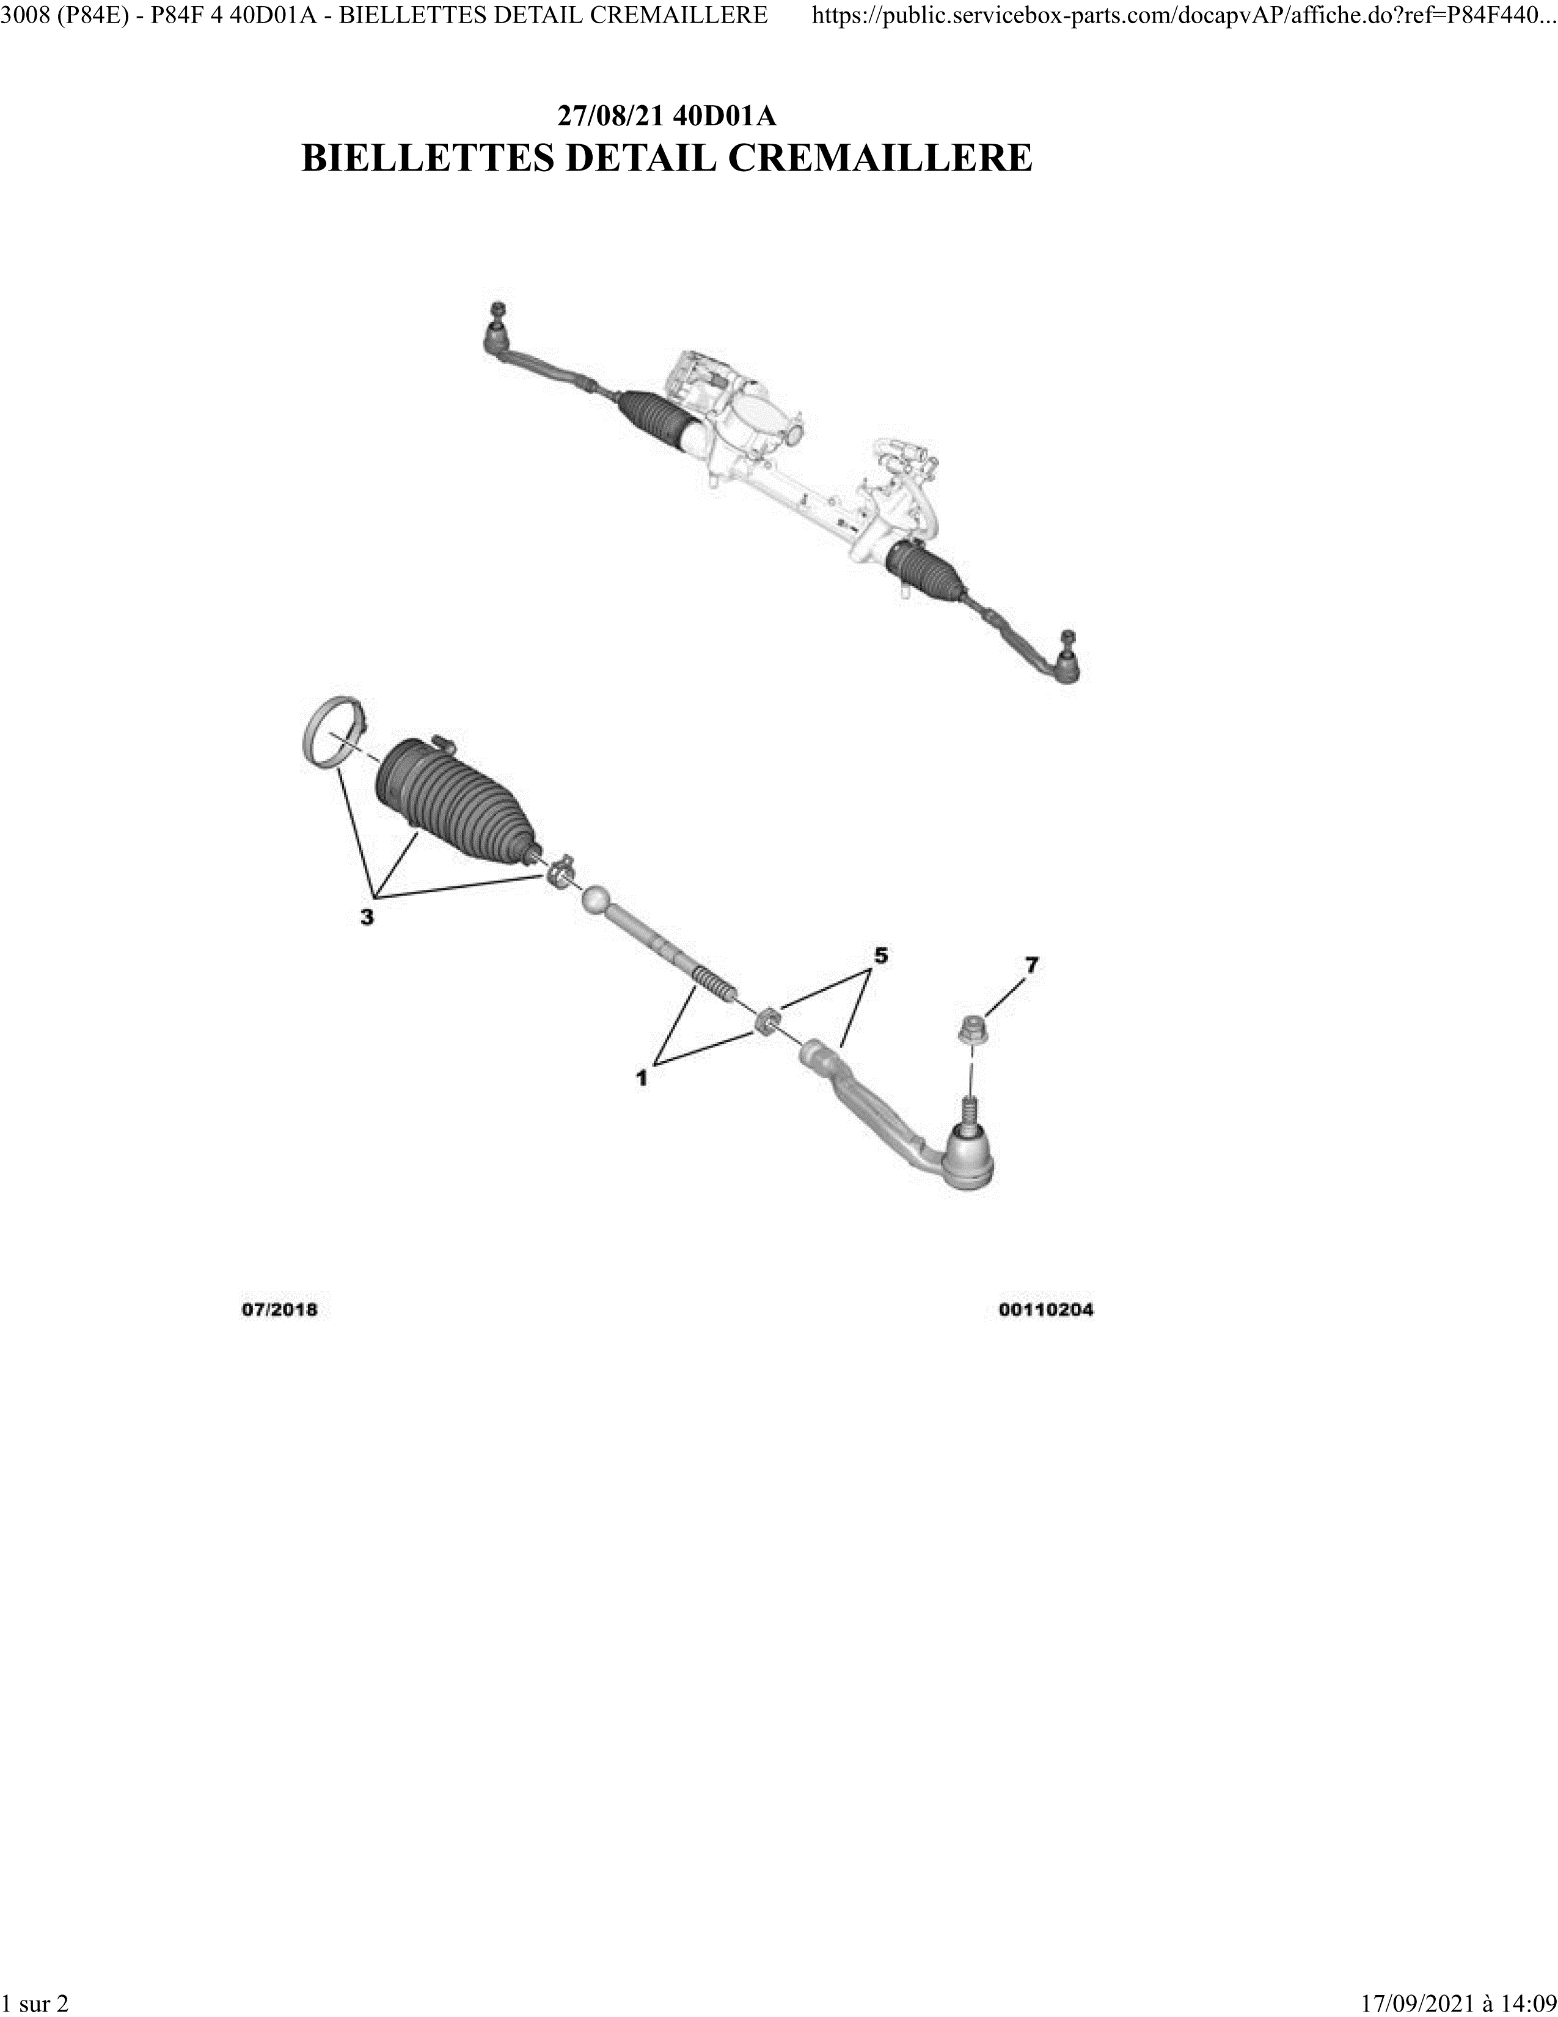 3008 (P84E) - P84F 4 40D01A - BIELLETTES DETAIL CREMAILLERE https://public.servicebox-parts.com/docapvAP/affiche.do?ref=P84F440...
27/08/21 40D01A
BIELLETTES DETAIL CREMAILLERE
3
5
7
1
07/2018 00110204
1 sur 2 17/09/2021 à 14:09